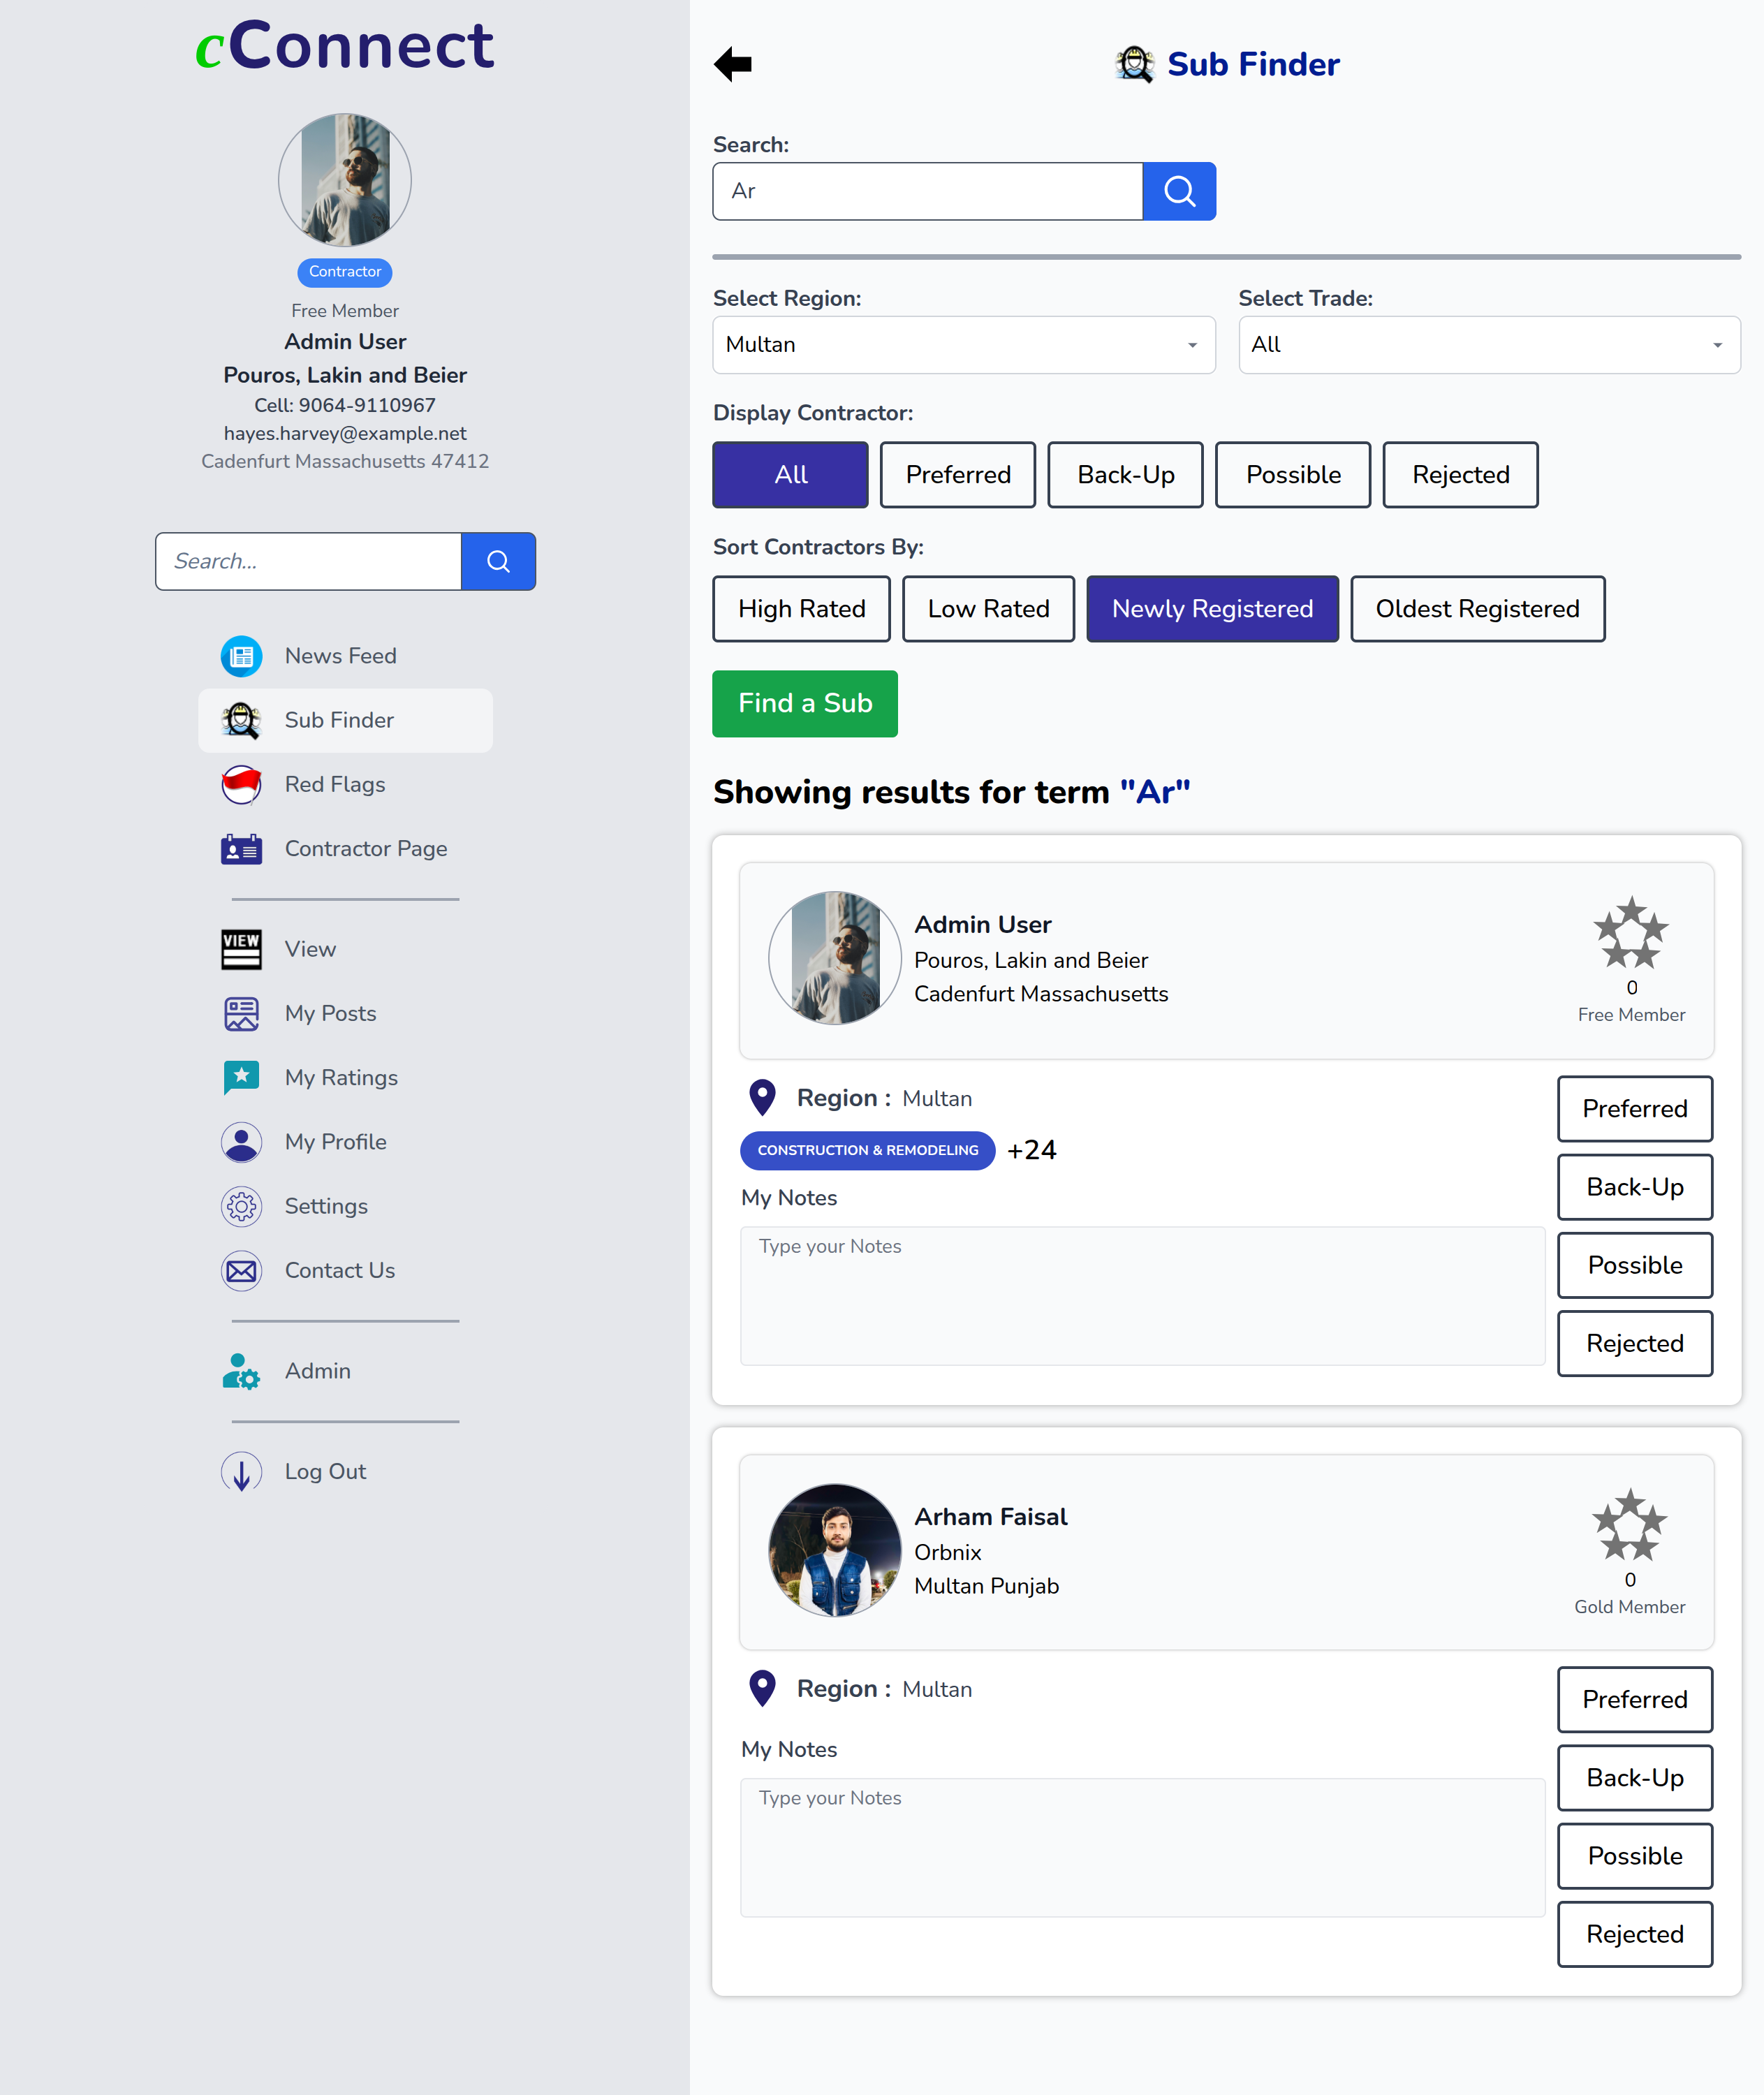 cConnect
Contractor
Free Member
Admin User
Pouros, Lakin and Beier
Cell: 9064-9110967
hayes.harvey@example.net
Cadenfurt Massachusetts 47412
Search...
News Feed
Sub Finder
Red Flags
Contractor Page
VIEW
View
My Posts
My Ratings
My Profile
Settings
Contact Us
Admin
Log Out
Sub Finder
Search:
Ar
Select Region:
Select Trade:
Multan
All
Display Contractor:
All
Preferred
Back-Up
Possible
Rejected
Sort Contractors By:
High Rated
Low Rated
Newly Registered
Oldest Registered
Find a Sub
Showing results for term "Ar"
Admin User
Pouros, Lakin and Beier
Cadenfurt Massachusetts
0
Free Member
Region : Multan
CONSTRUCTION & REMODELING +24
My Notes
Type your Notes
Preferred
Back-Up
Possible
Rejected
Arham Faisal
Orbnix
Multan Punjab
0
Gold Member
Region : Multan
My Notes
Type your Notes
Preferred
Back-Up
Possible
Rejected